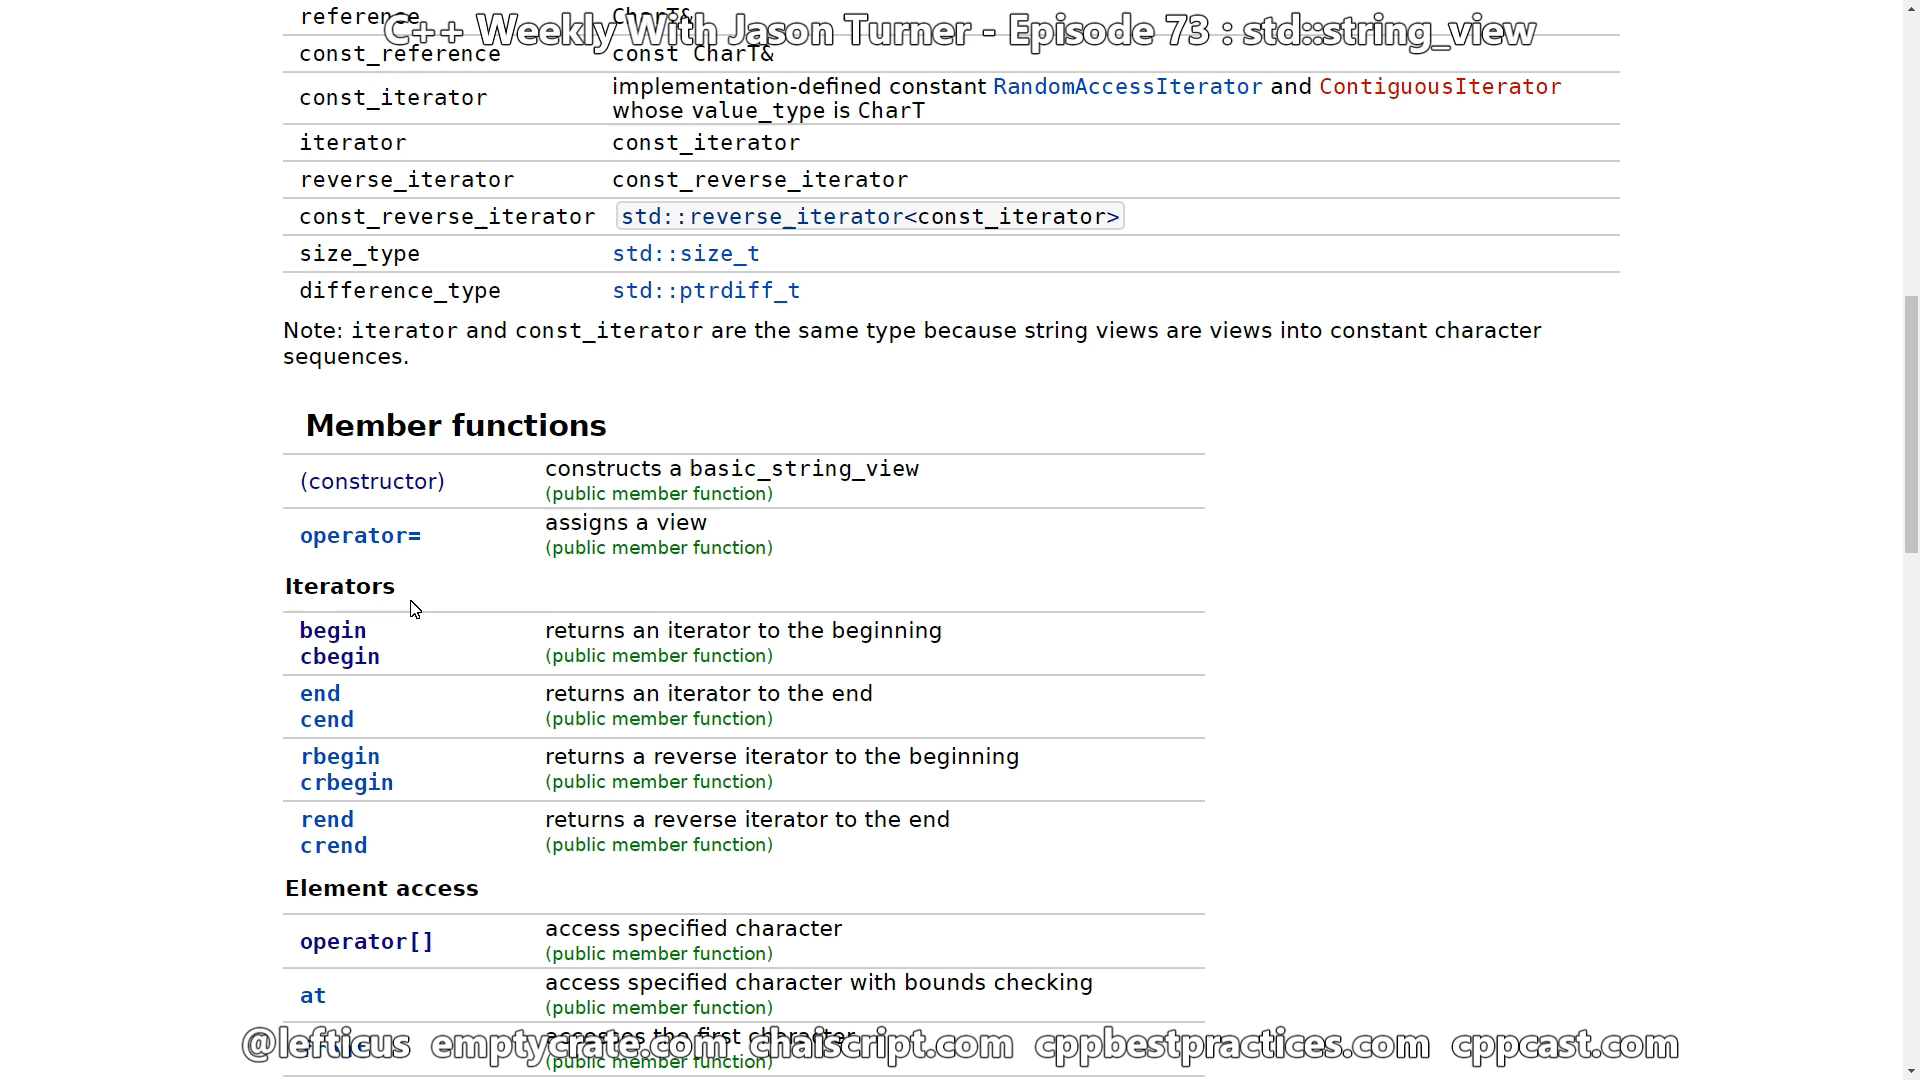 reference CharT&
C++ Weekly With Jason Turner - Episode 73 : std::string_view
const_reference const CharT&
const_iterator implementation-defined constant RandomAccessIterator and ContiguousIterator
whose value_type is CharT
iterator const_iterator
reverse_iterator const_reverse_iterator
const_reverse_iterator std::reverse_iterator<const_iterator>
size_type std::size_t
difference_type std::ptrdiff_t
Note: iterator and const_iterator are the same type because string views are views into constant character
sequences.
Member functions
(constructor) constructs a basic_string_view
(public member function)
operator= assigns a view
(public member function)
Iterators
begin returns an iterator to the beginning
cbegin (public member function)
end returns an iterator to the end
cend (public member function)
rbegin returns a reverse iterator to the beginning
crbegin (public member function)
rend returns a reverse iterator to the end
crend (public member function)
Element access
operator[] access specified character
(public member function)
at access specified character with bounds checking
(public member function)
accesses the first character
@lefticus emptycrate.com chaiscript.com cppbestpractices.com cppcast.com
(public member function)